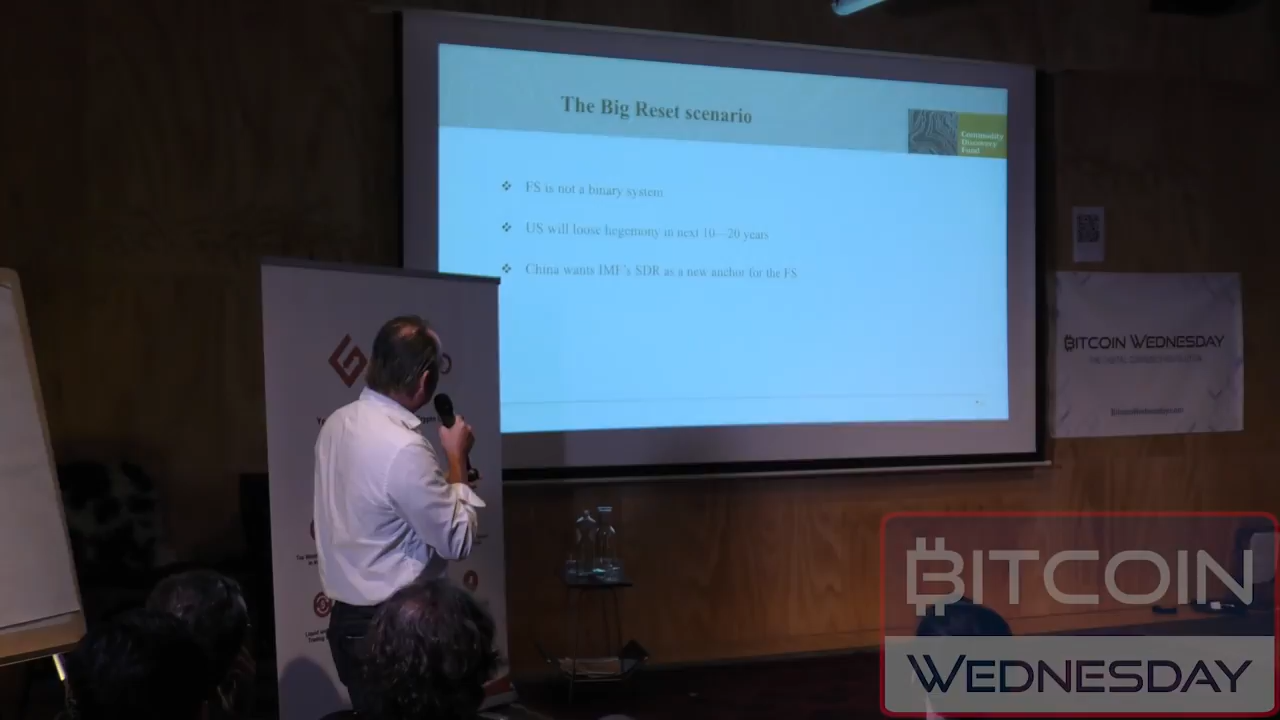 The Big Reset scenario
Commodity
Discovery
Fund
❖ FS is not a binary system
❖ US will loose hegemony in next 10—20 years
❖ China wants IMF's SDR as a new anchor for the FS
BITCOIN WEDNESDAY
BITCOIN
WEDNESDAY